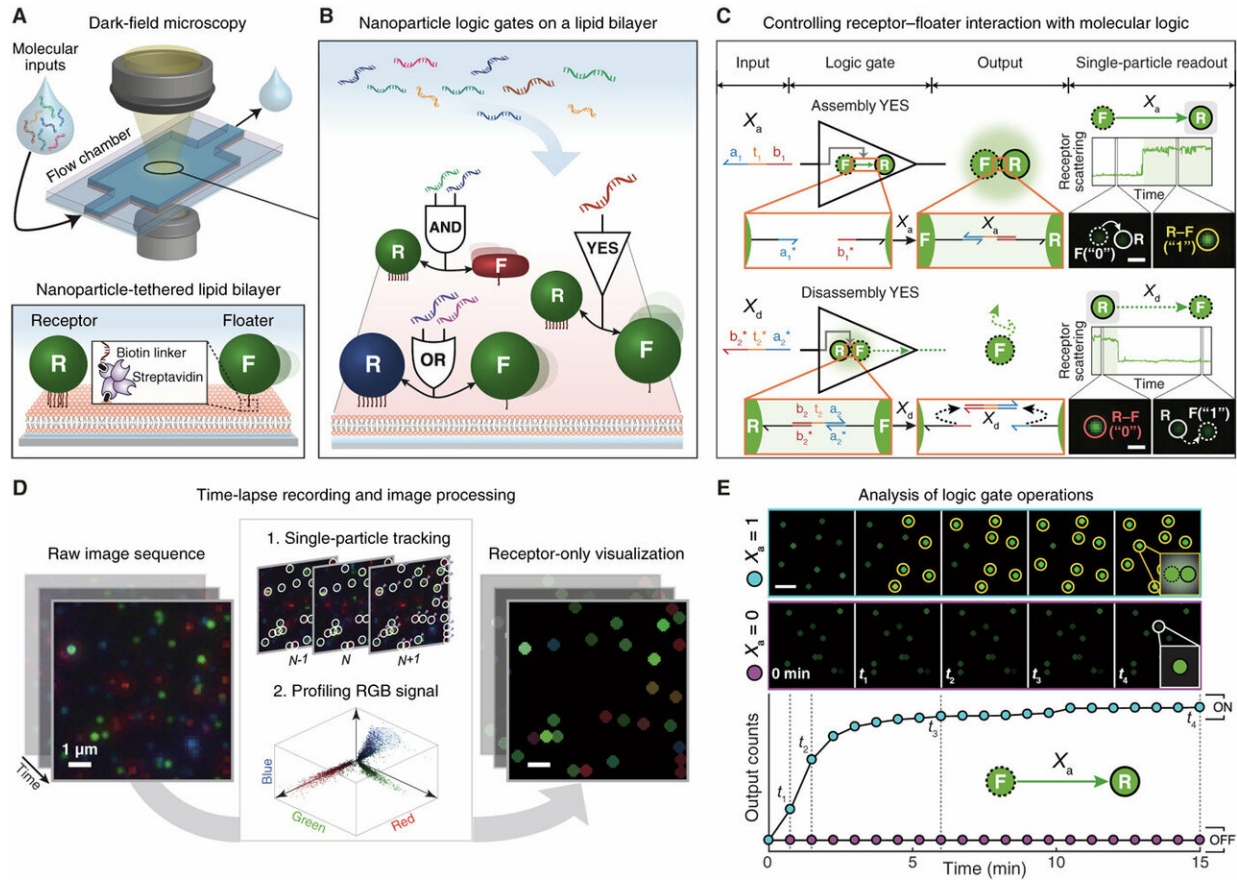 A
Dark-field microscopy
Molecular
inputs
Flow chamber
Nanoparticle-tethered lipid bilayer
Receptor
Floater
R
Biotin linker
Streptavidin
F
B
Nanoparticle logic gates on a lipid bilayer
AND
R
F
YES
R
OR
R
F
F
C
Controlling receptor–floater interaction with molecular logic
Input
Logic gate
Output
Single-particle readout
Assembly YES
Xa
a1 t1 b1
F R
F R
F Xa R
Receptor
scattering
Time
a1*
b1*
Xa
F
Xa
R
F("0")
R
R–F
("1")
Disassembly YES
Xd
b2* t2* a2*
R F
F
R Xd F
Receptor
scattering
Time
R
b2 t2 a2
b2* a2*
F
Xd
Xd
R–F
("0")
R
F("1")
D
Time-lapse recording and image processing
Raw image sequence
1 μm
Time
1. Single-particle tracking
N-1 N N+1
2. Profiling RGB signal
Blue
Green
Red
Receptor-only visualization
E
Analysis of logic gate operations
Xa = 1
Xa = 0
0 min
t1
t2
t3
t4
Output counts
t1
t2
t3
t4
ON
OFF
F Xa R
0 5 10 15
Time (min)